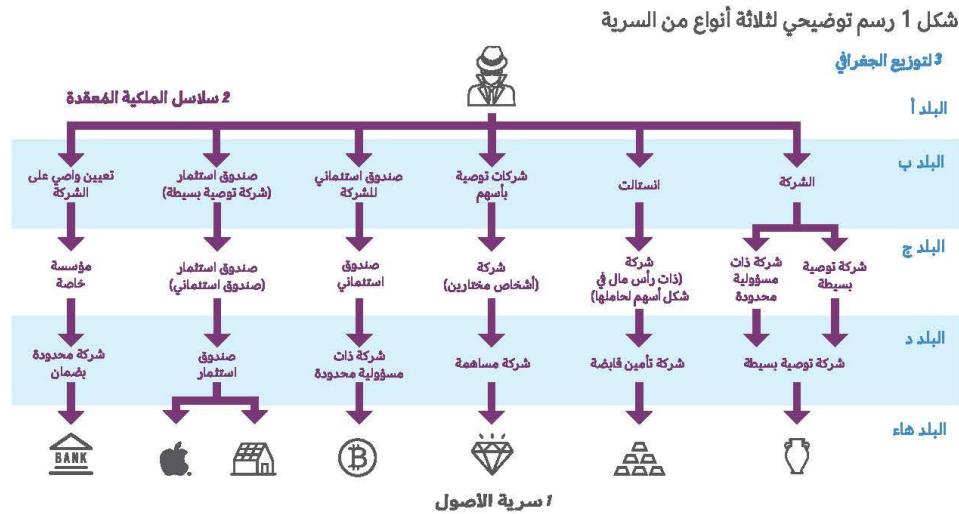 شكل 1 رسم توضيحي لثلاثة أنواع من السرية
3 لتوزيع الجغرافي
2 سلاسل الملكية المُعقدة
البلد أ
البلد ب
الشركة
انستالت
شركات توصية
بأسهم
صندوق استئماني
للشركة
صندوق استثمار
(شركة توصية بسيطة)
تعيين واصي على
الشركة
البلد ج
شركة توصية
بسيطة
شركة ذات
مسؤولية
محدودة
شركة
(ذات رأس مال في
شكل أسهم لحاملها)
شركة
(أشخاص مختارين)
صندوق
استئماني
صندوق استثمار
(صندوق استئماني)
مؤسسة
خاصة
البلد د
شركة توصية بسيطة
شركة تأمين قابضة
شركة مساهمة
شركة ذات
مسؤولية محدودة
صندوق
استثمار
شركة محدودة
بضمان
البلد هاء
BANK
1 سرية الأصول